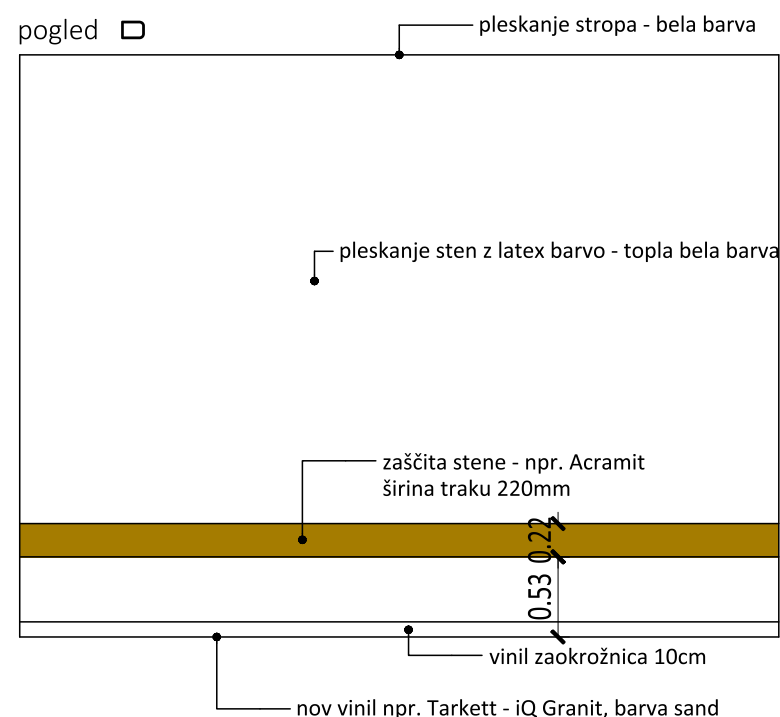 pogled
pleskanje stropa - bela barva
pleskanje sten z latex barvo - topla bela barva
zaščita stene - npr. Acramit
širina traku 220mm
0.22
0.53
vinil zaokrožnica 10cm
nov vinil npr. Tarkett - iQ Granit, barva sand